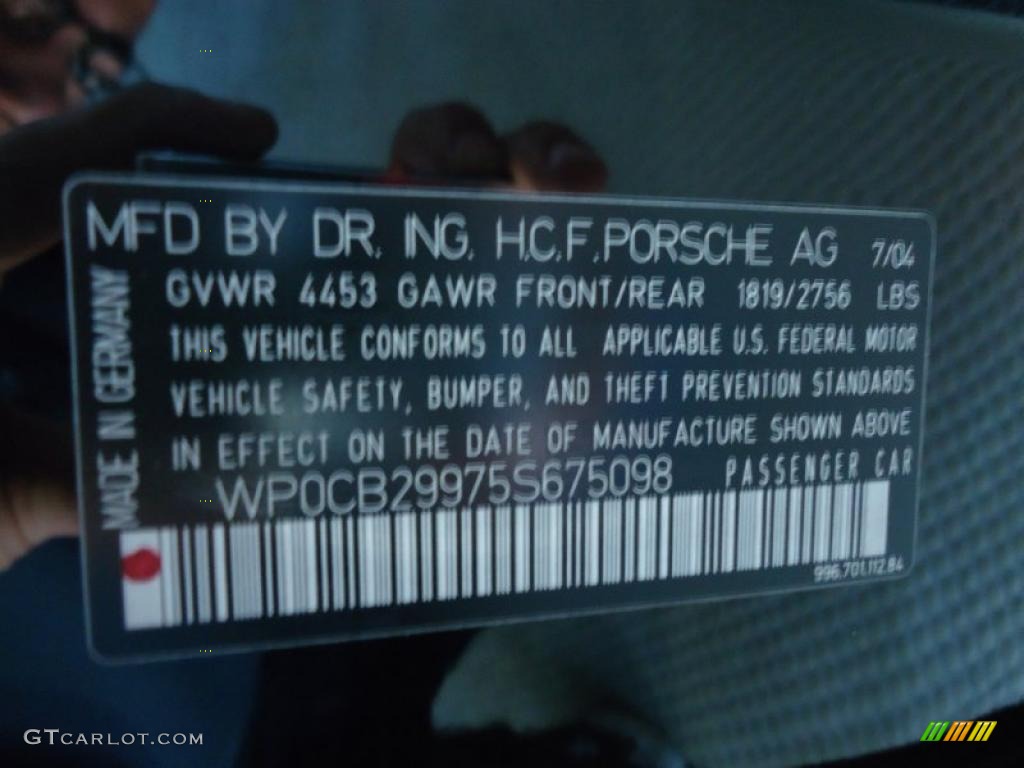 MFD BY DR. ING. H.C.F. PORSCHE AG 7/04
GVWR 4453 GAWR FRONT/REAR 1819/2756 LBS
THIS VEHICLE CONFORMS TO ALL APPLICABLE U.S. FEDERAL MOTOR
VEHICLE SAFETY, BUMPER, AND THEFT PREVENTION STANDARDS
IN EFFECT ON THE DATE OF MANUFACTURE SHOWN ABOVE
WP0CB29975S675098 PASSENGER CAR
996.701.112.84
MADE IN GERMANY
GTCARLOT.COM